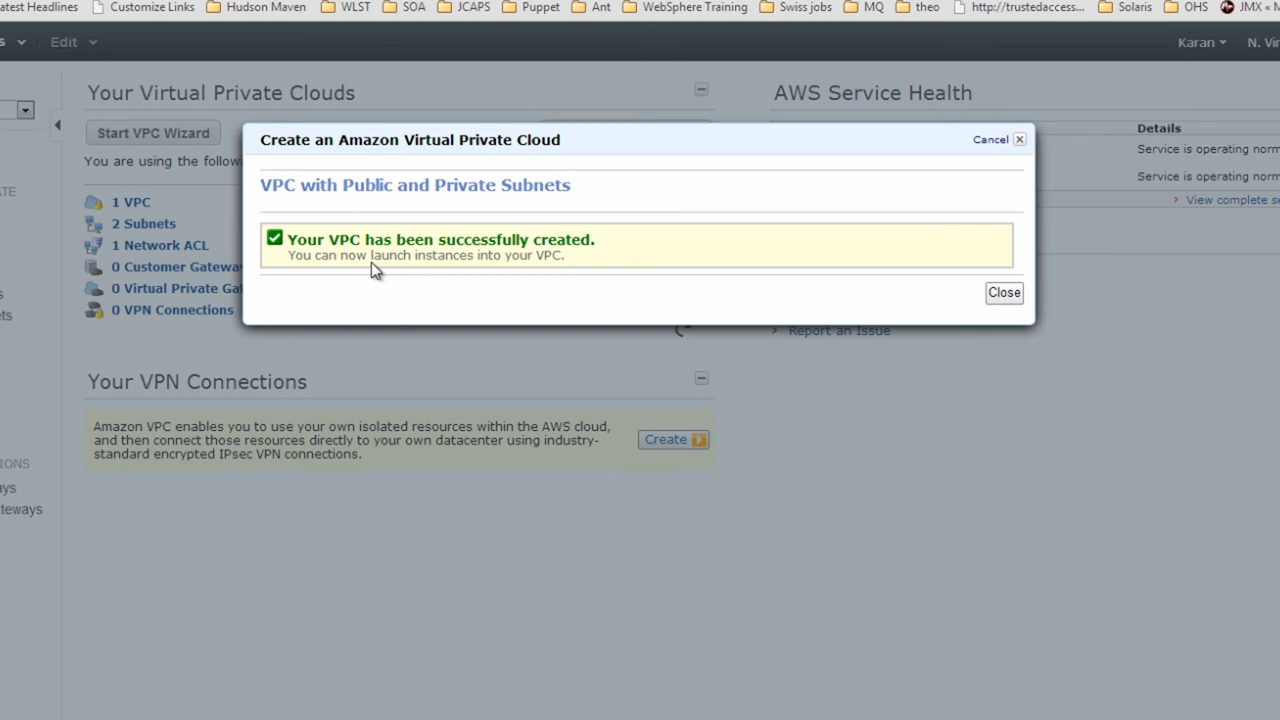 atest Headlines Customize Links Hudson Maven WLST SOA JCAPS Puppet Ant WebSphere Training Swiss jobs MQ theo http://trustedaccess... Solaris OHS JMX « M
s Edit Karan N. Vir
Your Virtual Private Clouds
AWS Service Health
Start VPC Wizard
You are using the follow
Details
Service is operating norm
Service is operating norm
View complete se
ATE
1 VPC
2 Subnets
1 Network ACL
0 Customer Gatewa
0 Virtual Private Ga
0 VPN Connections
s
ets
Create an Amazon Virtual Private Cloud
Cancel
VPC with Public and Private Subnets
Your VPC has been successfully created.
You can now launch instances into your VPC.
Close
Report an Issue
Your VPN Connections
Amazon VPC enables you to use your own isolated resources within the AWS cloud,
and then connect those resources directly to your own datacenter using industry-
standard encrypted IPsec VPN connections.
Create
IONS
ays
teways